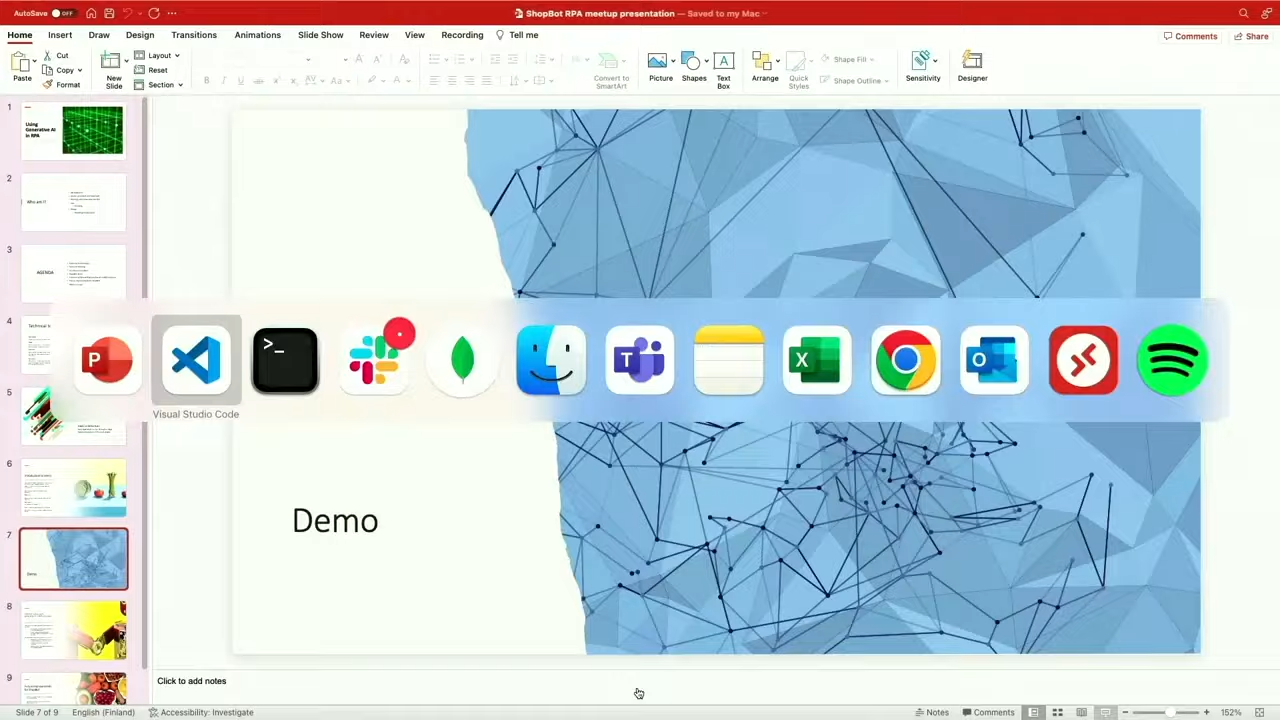 AutoSave OFF
ShopBot RPA meetup presentation — Saved to my Mac
Home Insert Draw Design Transitions Animations Slide Show Review View Recording Tell me
Comments Share
Paste
Cut
Copy
Format
New Slide
Layout
Reset
Section
B I U
Convert to SmartArt
Picture
Shapes
Text Box
Arrange
Quick Styles
Shape Fill
Shape Outline
Sensitivity
Designer
1
Using
Generative AI
in RPA
2
Who am I?
3
AGENDA
4
Technical
5
6
7
Demo
8
9
Visual Studio Code
Demo
Click to add notes
Slide 7 of 9 English (Finland) Accessibility: Investigate
Notes Comments 152%